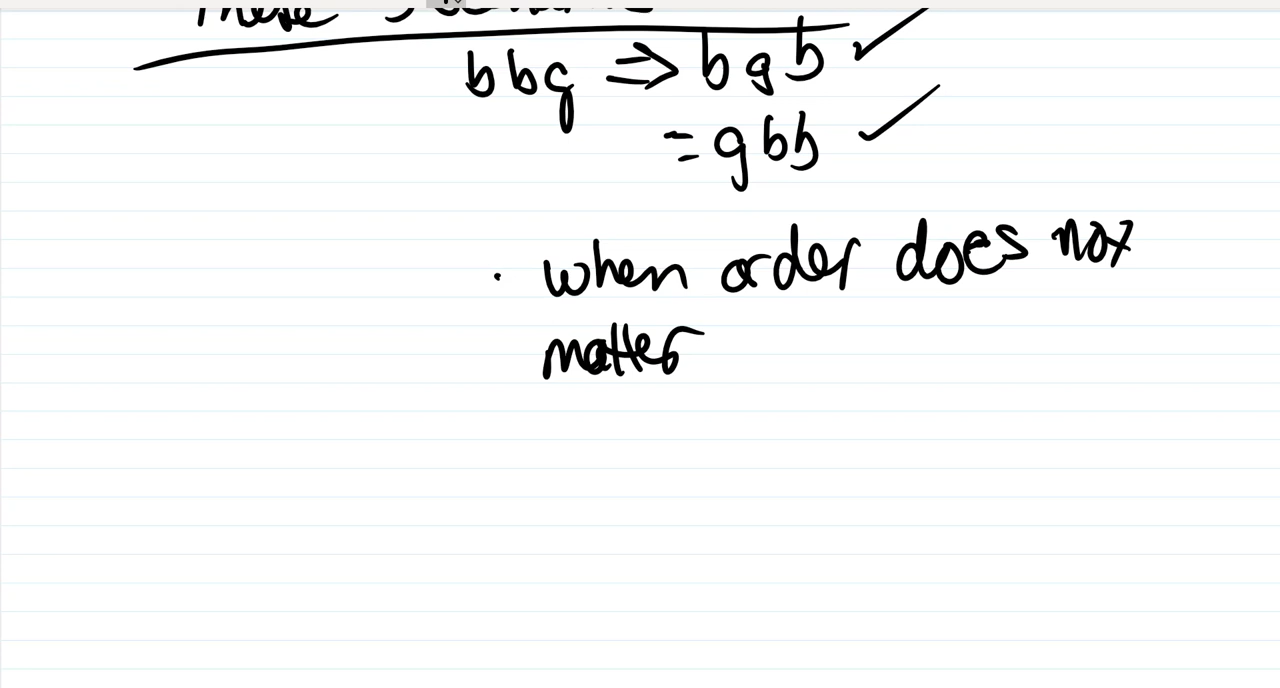 bbg ⇒ bgb ✓
= gbb ✓
· when order does not
matter